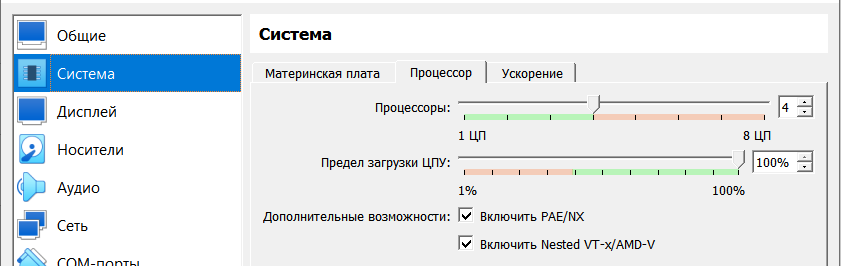 Общие
Система
Дисплей
Носители
Аудио
Сеть
COM-порты
Система
Материнская плата Процессор Ускорение
Процессоры: 4
1 ЦП 8 ЦП
Предел загрузки ЦПУ: 100%
1% 100%
Дополнительные возможности: Включить PAE/NX
Включить Nested VT-x/AMD-V